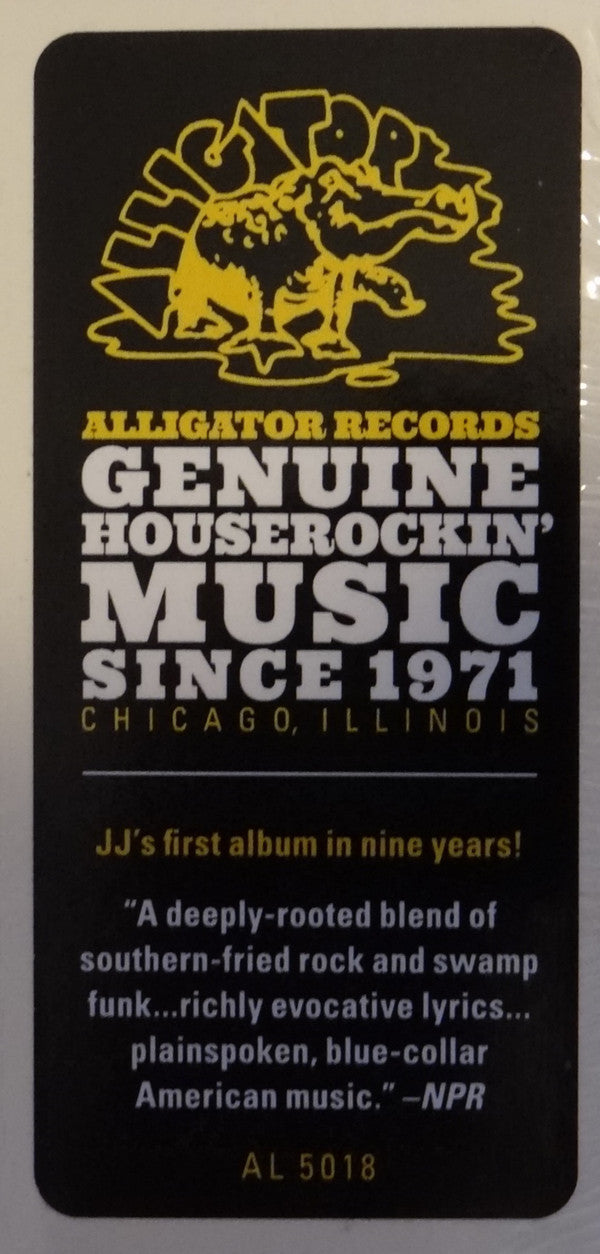 ALLIGATOR
ALLIGATOR RECORDS
GENUINE
HOUSEROCKIN'
MUSIC
SINCE 1971
CHICAGO, ILLINOIS
JJ's first album in nine years!
"A deeply-rooted blend of
southern-fried rock and swamp
funk...richly evocative lyrics...
plainspoken, blue-collar
American music." –NPR
AL 5018